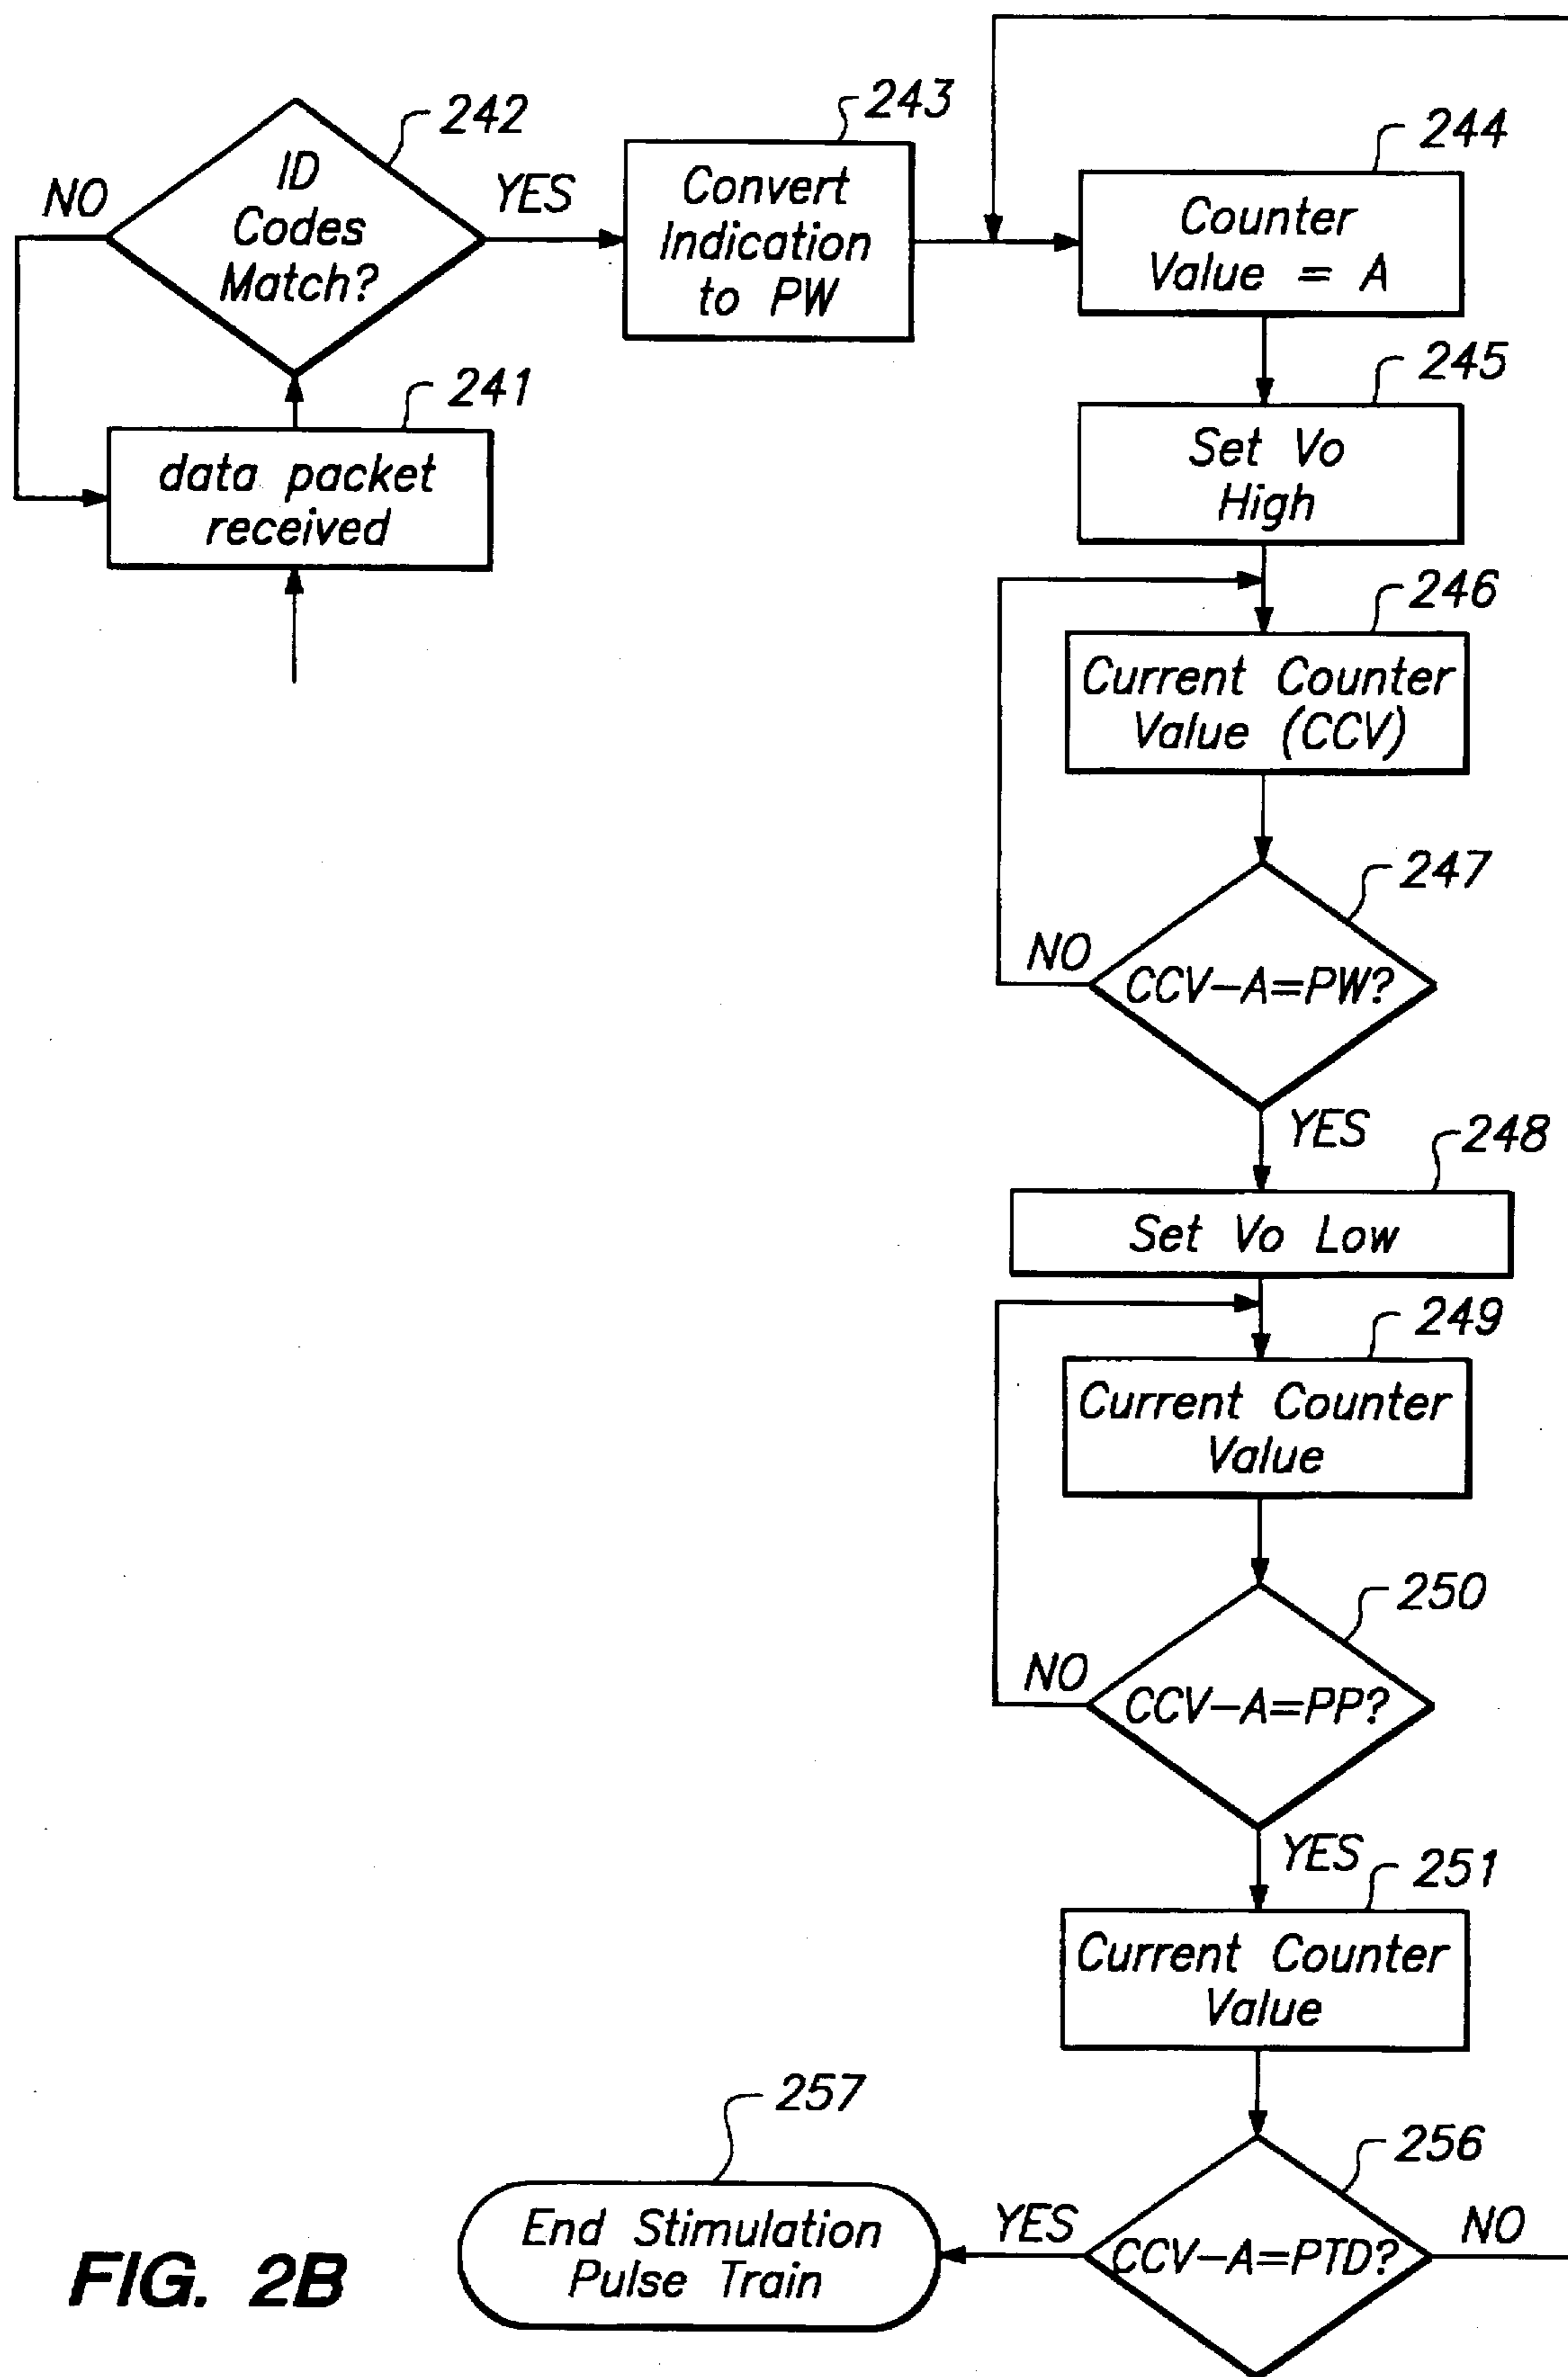 242
ID
Codes
Match?
NO
YES
241
data packet
received
243
Convert
Indication
to PW
244
Counter
Value = A
245
Set Vo
High
246
Current Counter
Value (CCV)
247
CCV-A=PW?
NO
YES
248
Set Vo Low
249
Current Counter
Value
250
CCV-A=PP?
NO
YES
251
Current Counter
Value
256
CCV-A=PTD?
YES
NO
257
End Stimulation
Pulse Train
FIG. 2B